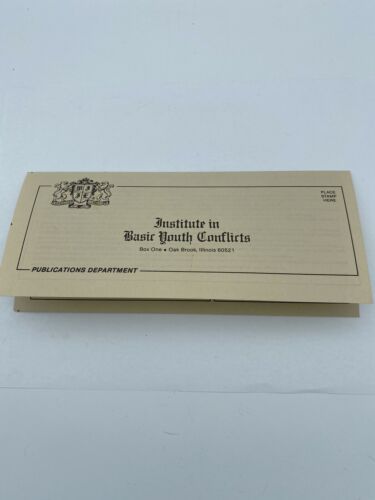 PLACE
STAMP
HERE
Institute in
Basic Youth Conflicts
Box One • Oak Brook, Illinois 60521
PUBLICATIONS DEPARTMENT